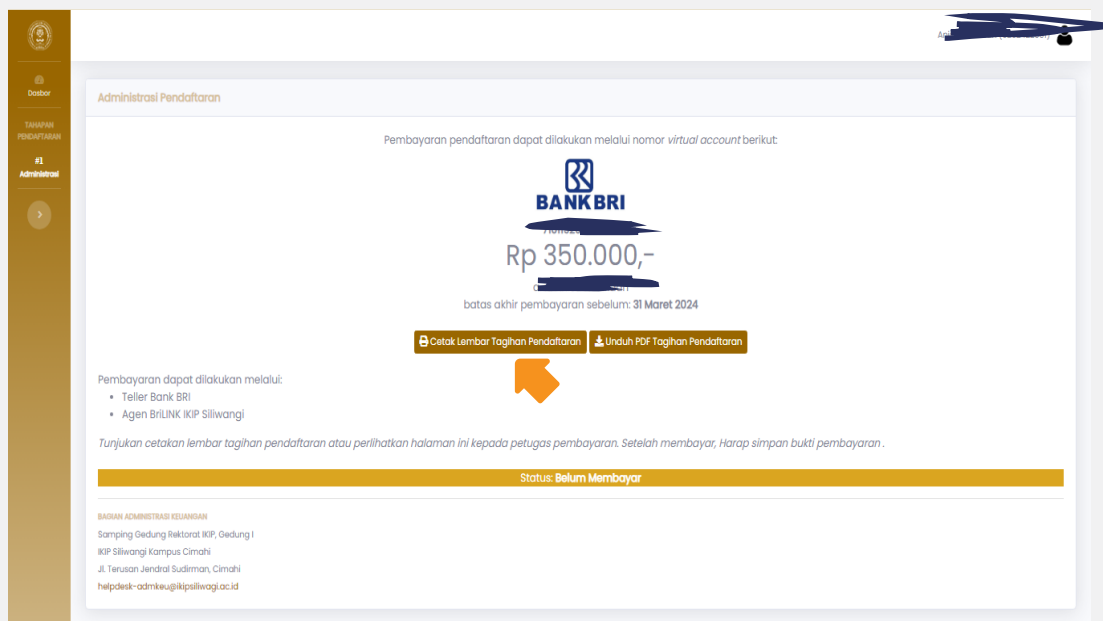 Dosbor
TAHAPAN
PENDAFTARAN
#1
Administrasi
Administrasi Pendaftaran
Pembayaran pendaftaran dapat dilakukan melalui nomor virtual account berikut:
BANK BRI
Rp 350.000,-
batas akhir pembayaran sebelum: 31 Maret 2024
Cetak Lembar Tagihan Pendaftaran
Unduh PDF Tagihan Pendaftaran
Pembayaran dapat dilakukan melalui:
Teller Bank BRI
Agen BriLINK IKIP Siliwangi
Tunjukan cetakan lembar tagihan pendaftaran atau perlihatkan halaman ini kepada petugas pembayaran. Setelah membayar, Harap simpan bukti pembayaran .
Status: Belum Membayar
BAGIAN ADMINISTRASI KEUANGAN
Samping Gedung Rektorat IKIP, Gedung I
IKIP Siliwangi Kampus Cimahi
Jl. Terusan Jendral Sudirman, Cimahi
helpdesk-admkeu@ikipsiliwagi.ac.id